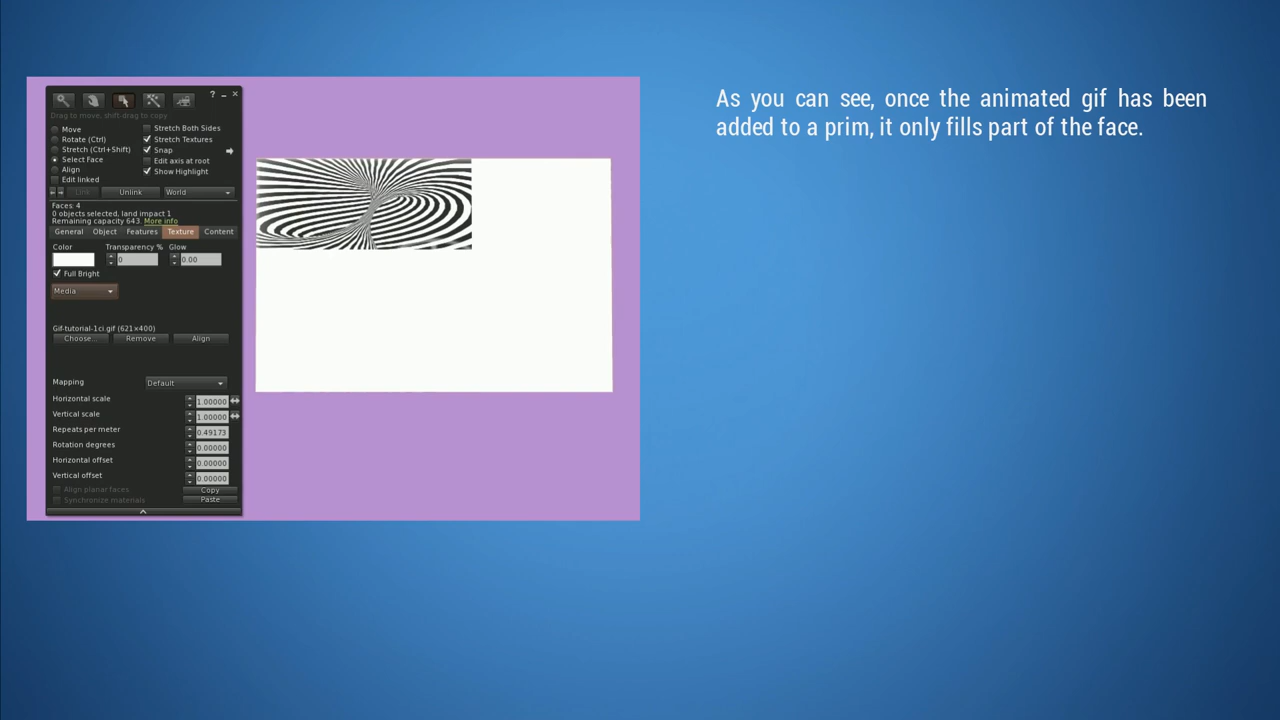 ? _ ×
Drag to move, shift-drag to copy
Move
Rotate (Ctrl)
Stretch (Ctrl+Shift)
Select Face
Align
Edit linked
Stretch Both Sides
Stretch Textures
Snap
Edit axis at root
Show Highlight
Link Unlink World
Faces: 4
0 objects selected, land impact 1
Remaining capacity 643. More info
General Object Features Texture Content
Color Transparency % Glow
0 0.00
Full Bright
Media
Gif-tutorial-1ci.gif (621×400)
Choose... Remove Align
Mapping Default
Horizontal scale 1.00000
Vertical scale 1.00000
Repeats per meter 0.49173
Rotation degrees 0.00000
Horizontal offset 0.00000
Vertical offset 0.00000
Align planar faces Copy
Synchronize materials Paste
As you can see, once the animated gif has been
added to a prim, it only fills part of the face.